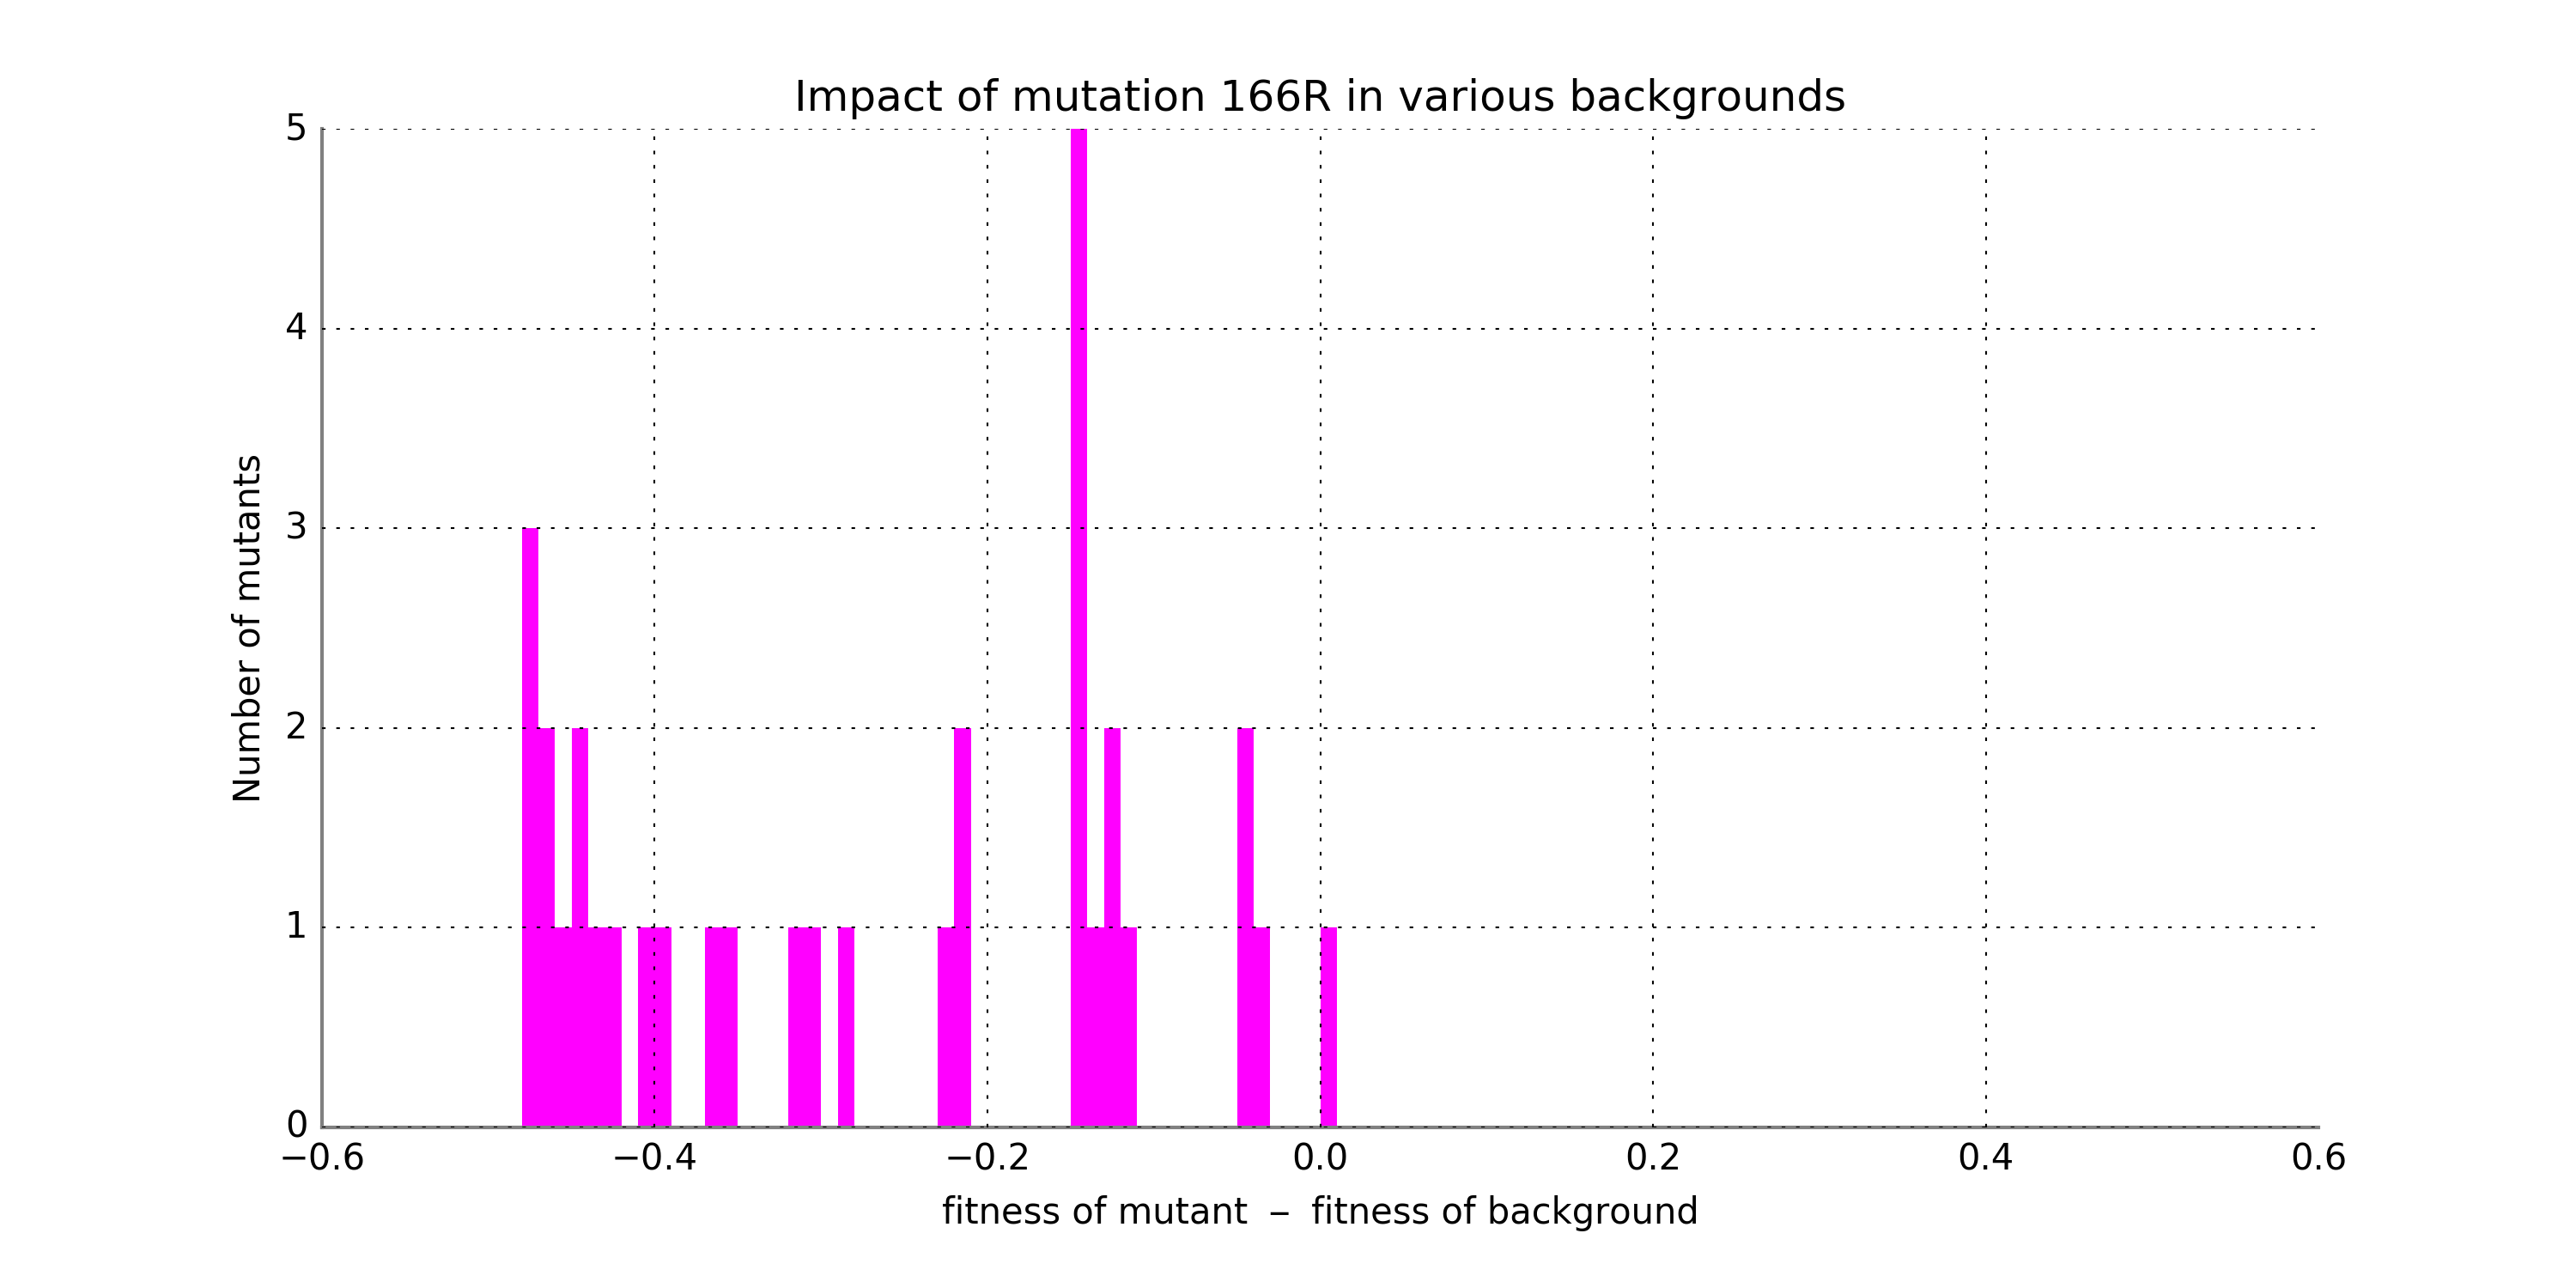 Impact of mutation 166R in various backgrounds
5
4
3
2
1
0
Number of mutants
−0.6 −0.4 −0.2 0.0 0.2 0.4 0.6
fitness of mutant − fitness of background